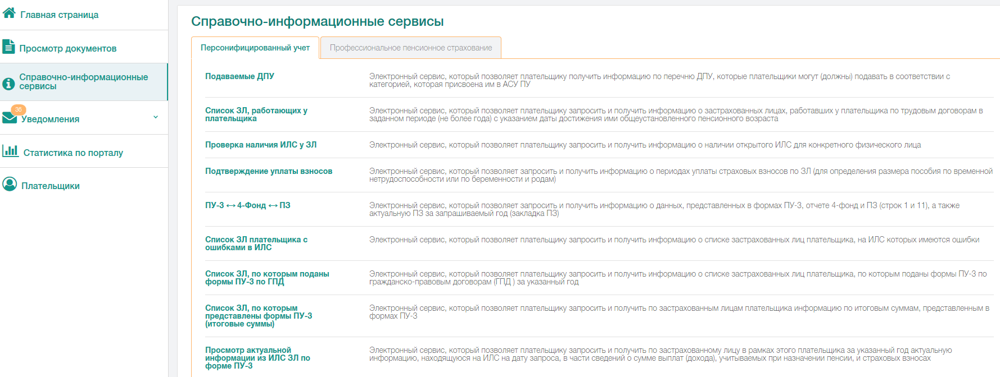 Главная страница
Просмотр документов
Справочно-информационные
сервисы
36
Уведомления
Статистика по порталу
Плательщики
Справочно-информационные сервисы
Персонифицированный учет
Профессиональное пенсионное страхование
Подаваемые ДПУ
Электронный сервис, который позволяет плательщику получить информацию по перечню ДПУ, которые плательщики могут (должны) подавать в соответствии с
категорией, которая присвоена им в АСУ ПУ
Список ЗЛ, работающих у
плательщика
Электронный сервис, который позволяет плательщику запросить и получить информацию о застрахованных лицах, работавших у плательщика по трудовым договорам в
заданном периоде (не более года) с указанием даты достижения ими общеустановленного пенсионного возраста
Проверка наличия ИЛС у ЗЛ
Электронный сервис, который позволяет плательщику запросить и получить информацию о наличии открытого ИЛС для конкретного физического лица
Подтверждение уплаты взносов
Электронный сервис, который позволяет запросить и получить информацию о периодах уплаты страховых взносов по ЗЛ (для определения размера пособия по временной
нетрудоспособности или по беременности и родам)
ПУ-3 ↔ 4-Фонд ↔ ПЗ
Электронный сервис, который позволяет запросить и получить информацию о данных, представленных в формах ПУ-3, отчете 4-фонд и ПЗ (строк 1 и 11), а также
актуальную ПЗ за запрашиваемый год (закладка ПЗ)
Список ЗЛ плательщика с
ошибками в ИЛС
Электронный сервис, который позволяет плательщику запросить и получить информацию о списке застрахованных лиц плательщика, на ИЛС которых имеются ошибки
Список ЗЛ, по которым поданы
формы ПУ-3 по ГПД
Электронный сервис, который позволяет плательщику запросить и получить информацию о списке застрахованных лиц плательщика, по которым поданы формы ПУ-3 по
гражданско-правовым договорам (ГПД ) за указанный год
Список ЗЛ, по которым
представлены формы ПУ-3
(итоговые суммы)
Электронный сервис, который позволяет плательщику запросить и получить по застрахованным лицам плательщика информацию по итоговым суммам, представленным в
формах ПУ-3
Просмотр актуальной
информации из ИЛС ЗЛ по
форме ПУ-3
Электронный сервис, который позволяет плательщику запросить и получить по застрахованному лицу в рамках этого плательщика за указанный год актуальную
информацию, находящуюся на ИЛС на дату запроса, в части сведений о сумме выплат (дохода), учитываемых при назначении пенсии, и страховых взносах